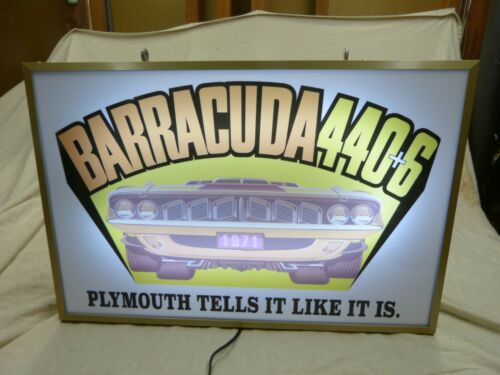 BARRACUDA 440+6
1971
PLYMOUTH TELLS IT LIKE IT IS.